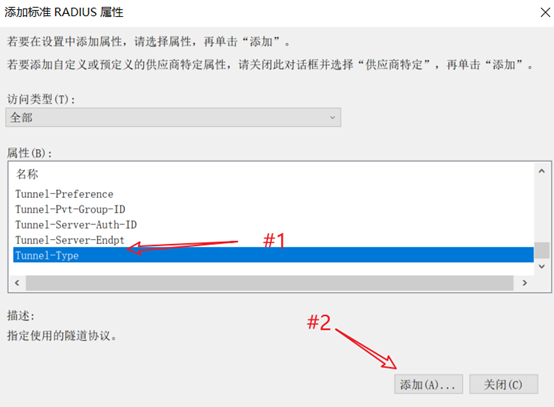 添加标准 RADIUS 属性
若要在设置中添加属性，请选择属性，再单击“添加”。
若要添加自定义或预定义的供应商特定属性，请关闭此对话框并选择“供应商特定”，再单击“添加”。
访问类型(T):
全部
属性(B):
名称
Tunnel-Preference
Tunnel-Pvt-Group-ID
Tunnel-Server-Auth-ID
Tunnel-Server-Endpt
#1
Tunnel-Type
描述:
指定使用的隧道协议。
#2
添加(A)...
关闭(C)